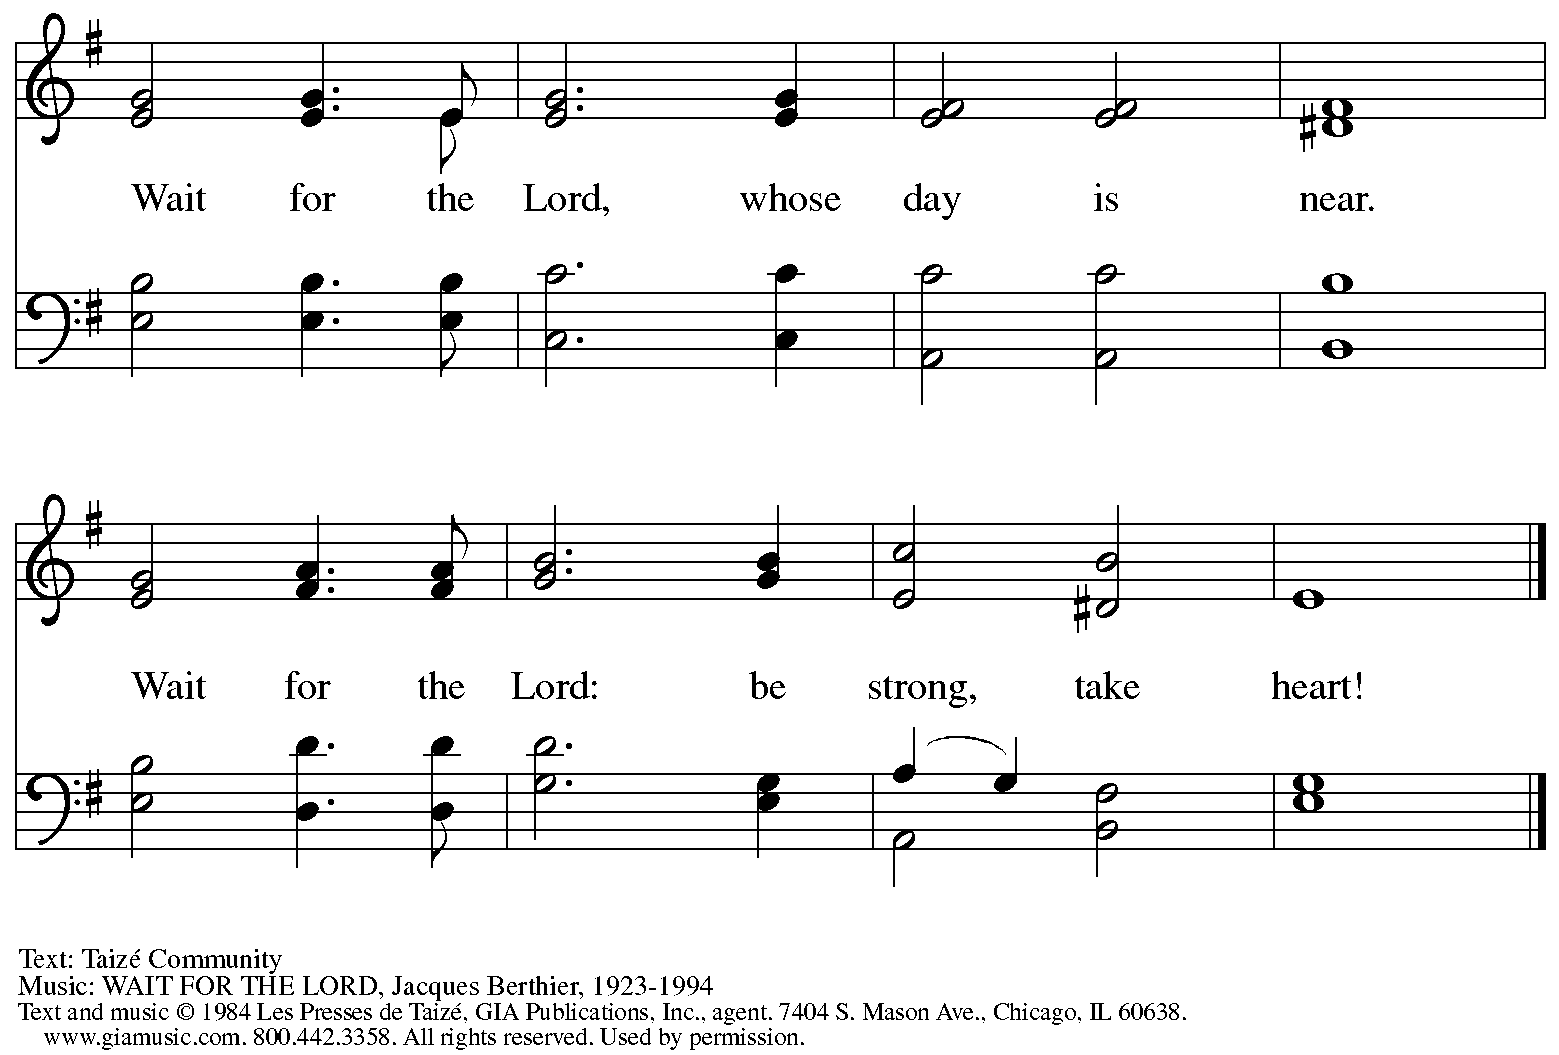 Wait for the Lord, whose day is near.
Wait for the Lord: be strong, take heart!
Text: Taizé Community
Music: WAIT FOR THE LORD, Jacques Berthier, 1923-1994
Text and music © 1984 Les Presses de Taizé, GIA Publications, Inc., agent. 7404 S. Mason Ave., Chicago, IL 60638.
www.giamusic.com. 800.442.3358. All rights reserved. Used by permission.